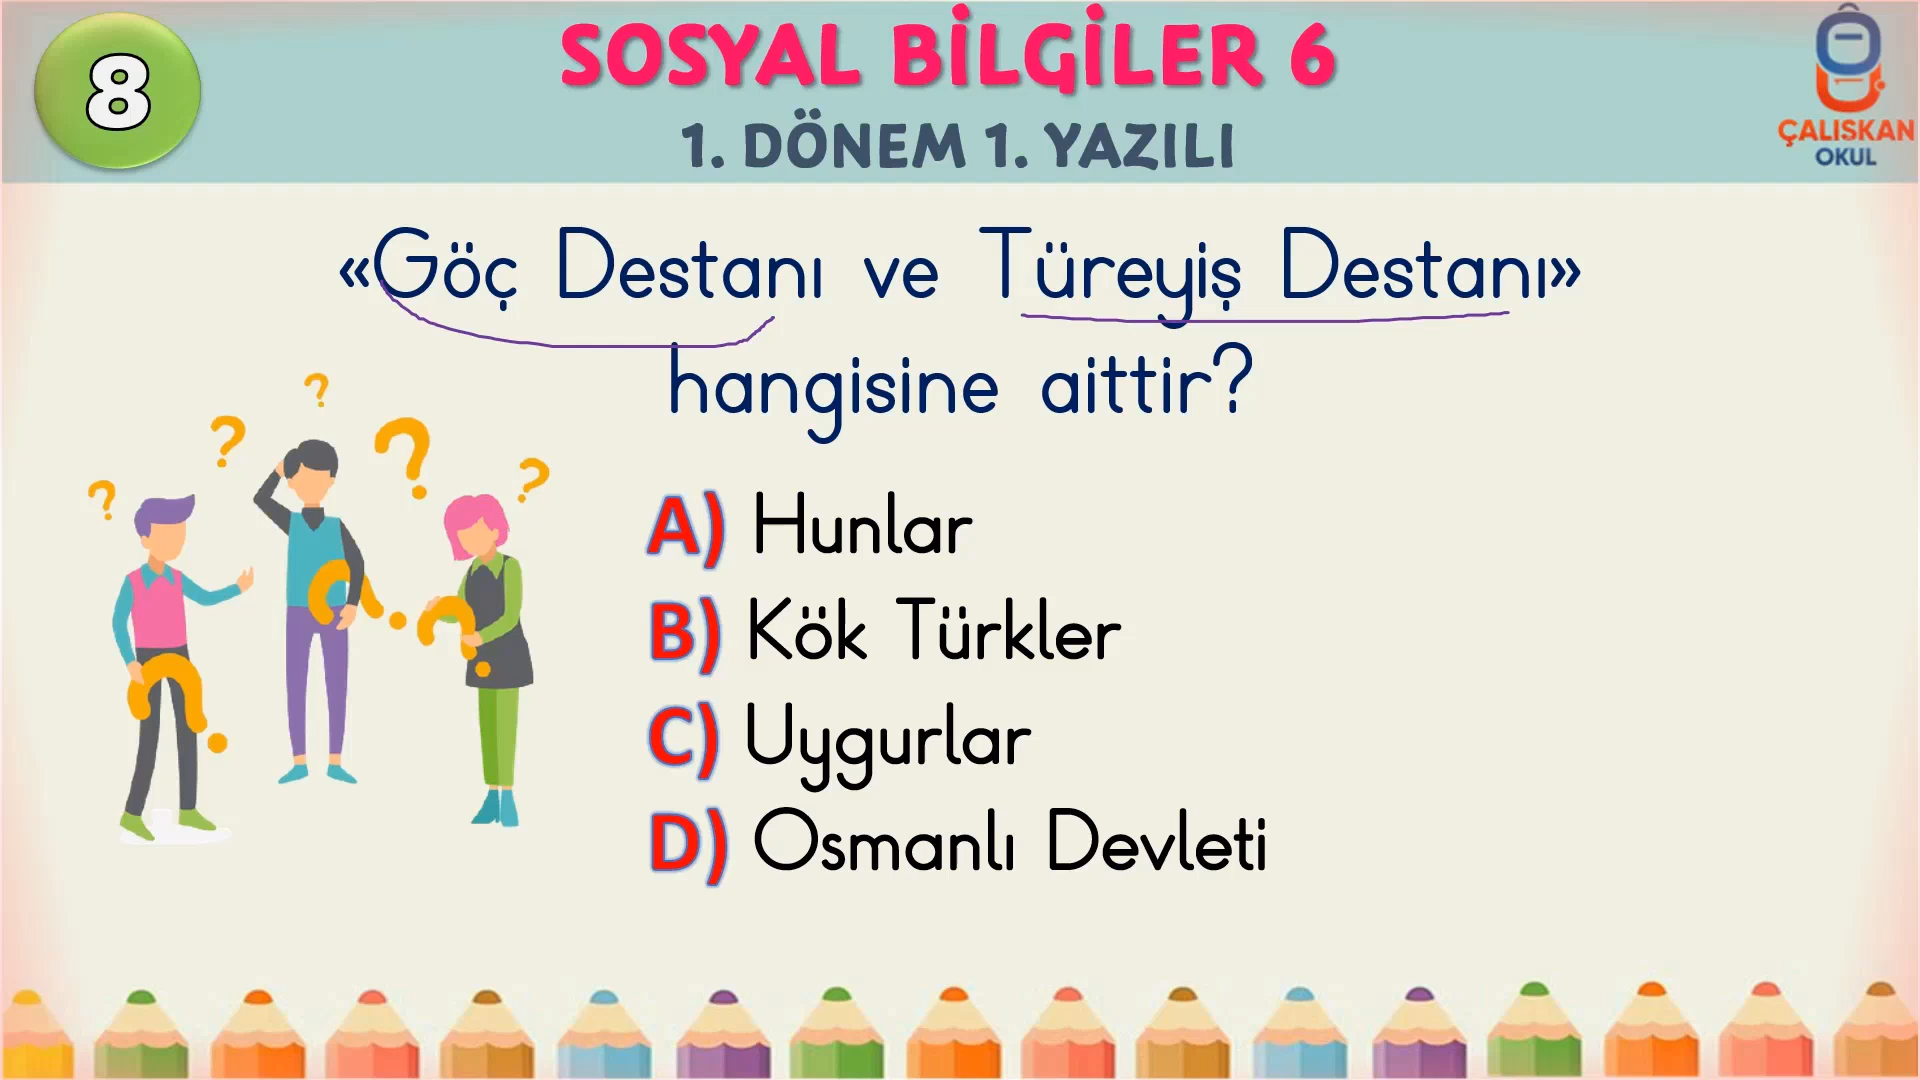 8
SOSYAL BİLGİLER 6
1. DÖNEM 1. YAZILI
ÇALIŞKAN
OKUL
«Göç Destanı ve Türeyiş Destanı»
hangisine aittir?
A) Hunlar
B) Kök Türkler
C) Uygurlar
D) Osmanlı Devleti